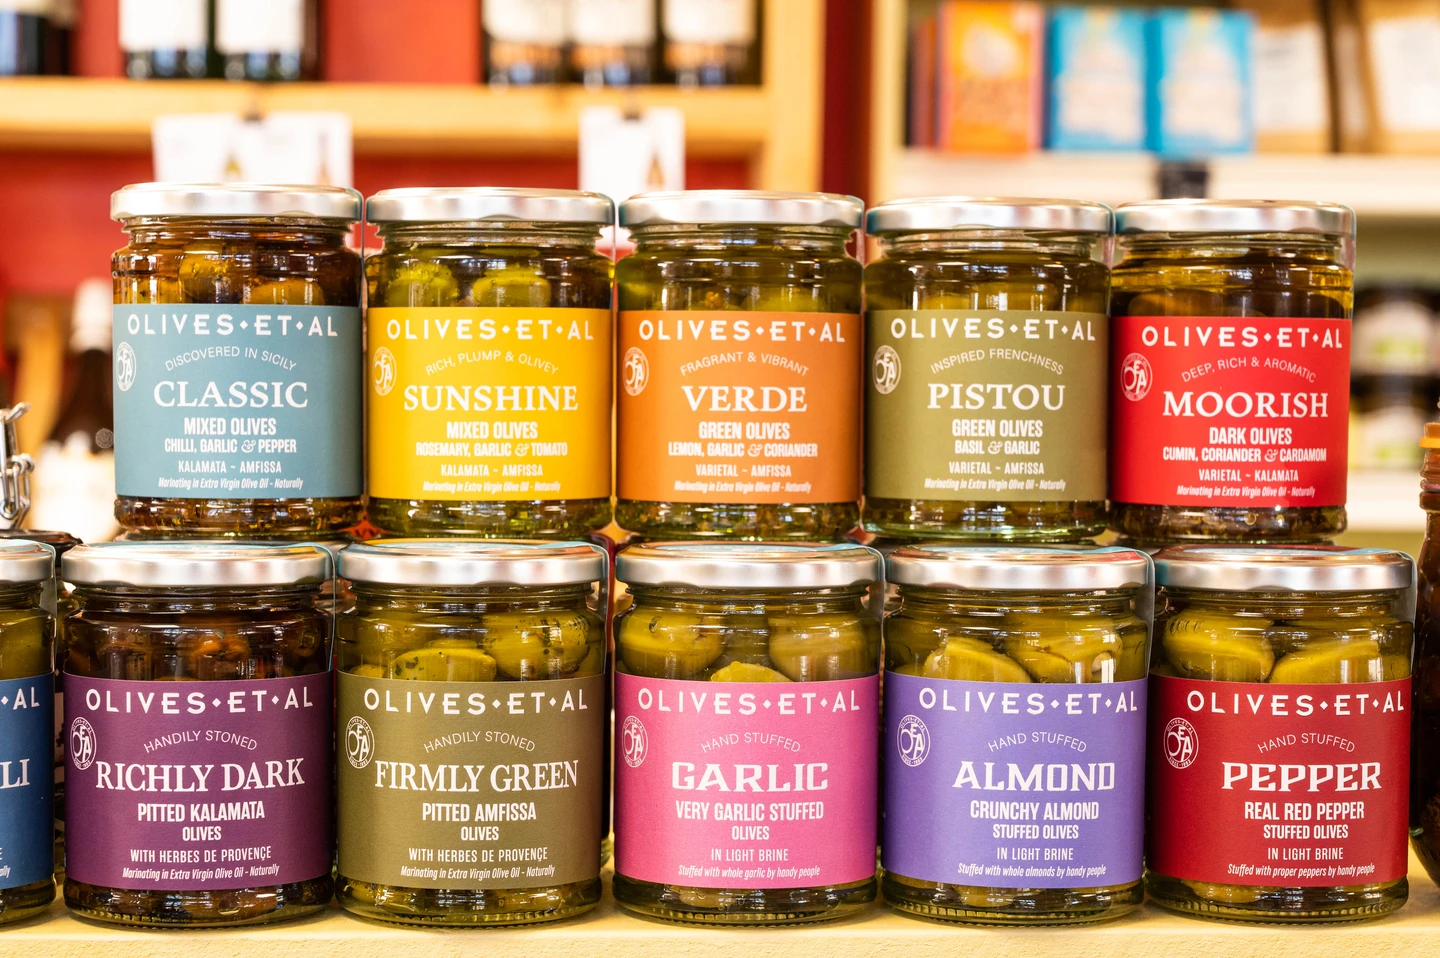 OLIVES•ET•AL
DISCOVERED IN SICILY
CLASSIC
MIXED OLIVES
CHILLI, GARLIC & PEPPER
KALAMATA ~ AMFISSA
Marinating in Extra Virgin Olive Oil - Naturally
OLIVES•ET•AL
RICH, PLUMP & OLIVEY
SUNSHINE
MIXED OLIVES
ROSEMARY, GARLIC & TOMATO
KALAMATA ~ AMFISSA
Marinating in Extra Virgin Olive Oil - Naturally
OLIVES•ET•AL
FRAGRANT & VIBRANT
VERDE
GREEN OLIVES
LEMON, GARLIC & CORIANDER
VARIETAL ~ AMFISSA
Marinating in Extra Virgin Olive Oil - Naturally
OLIVES•ET•AL
INSPIRED FRENCHNESS
PISTOU
GREEN OLIVES
BASIL & GARLIC
VARIETAL ~ AMFISSA
Marinating in Extra Virgin Olive Oil - Naturally
OLIVES•ET•AL
DEEP, RICH & AROMATIC
MOORISH
DARK OLIVES
CUMIN, CORIANDER & CARDAMOM
VARIETAL ~ KALAMATA
Marinating in Extra Virgin Olive Oil - Naturally
•AL
LI
OLIVES•ET•AL
HANDILY STONED
RICHLY DARK
PITTED KALAMATA
OLIVES
WITH HERBES DE PROVENÇE
Marinating in Extra Virgin Olive Oil - Naturally
OLIVES•ET•AL
HANDILY STONED
FIRMLY GREEN
PITTED AMFISSA
OLIVES
WITH HERBES DE PROVENÇE
Marinating in Extra Virgin Olive Oil - Naturally
OLIVES•ET•AL
HAND STUFFED
GARLIC
VERY GARLIC STUFFED
OLIVES
IN LIGHT BRINE
Stuffed with whole garlic by handy people
OLIVES•ET•AL
HAND STUFFED
ALMOND
CRUNCHY ALMOND
STUFFED OLIVES
IN LIGHT BRINE
Stuffed with whole almonds by handy people
OLIVES•ET•AL
HAND STUFFED
PEPPER
REAL RED PEPPER
STUFFED OLIVES
IN LIGHT BRINE
Stuffed with proper peppers by handy people